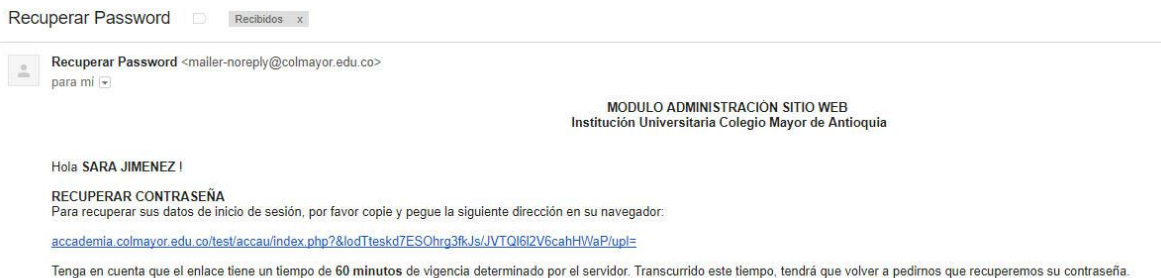 Recuperar Password Recibidos x
Recuperar Password <mailer-noreply@colmayor.edu.co>
para mí
MODULO ADMINISTRACIÓN SITIO WEB
Institución Universitaria Colegio Mayor de Antioquia
Hola SARA JIMENEZ !
RECUPERAR CONTRASEÑA
Para recuperar sus datos de inicio de sesión, por favor copie y pegue la siguiente dirección en su navegador:
accademia.colmayor.edu.co/test/accau/index.php?&lodTteskd7ESOhrg3fkJs/JVTQl6l2V6cahHWaP/upl=
Tenga en cuenta que el enlace tiene un tiempo de 60 minutos de vigencia determinado por el servidor. Transcurrido este tiempo, tendrá que volver a pedirnos que recuperemos su contraseña.